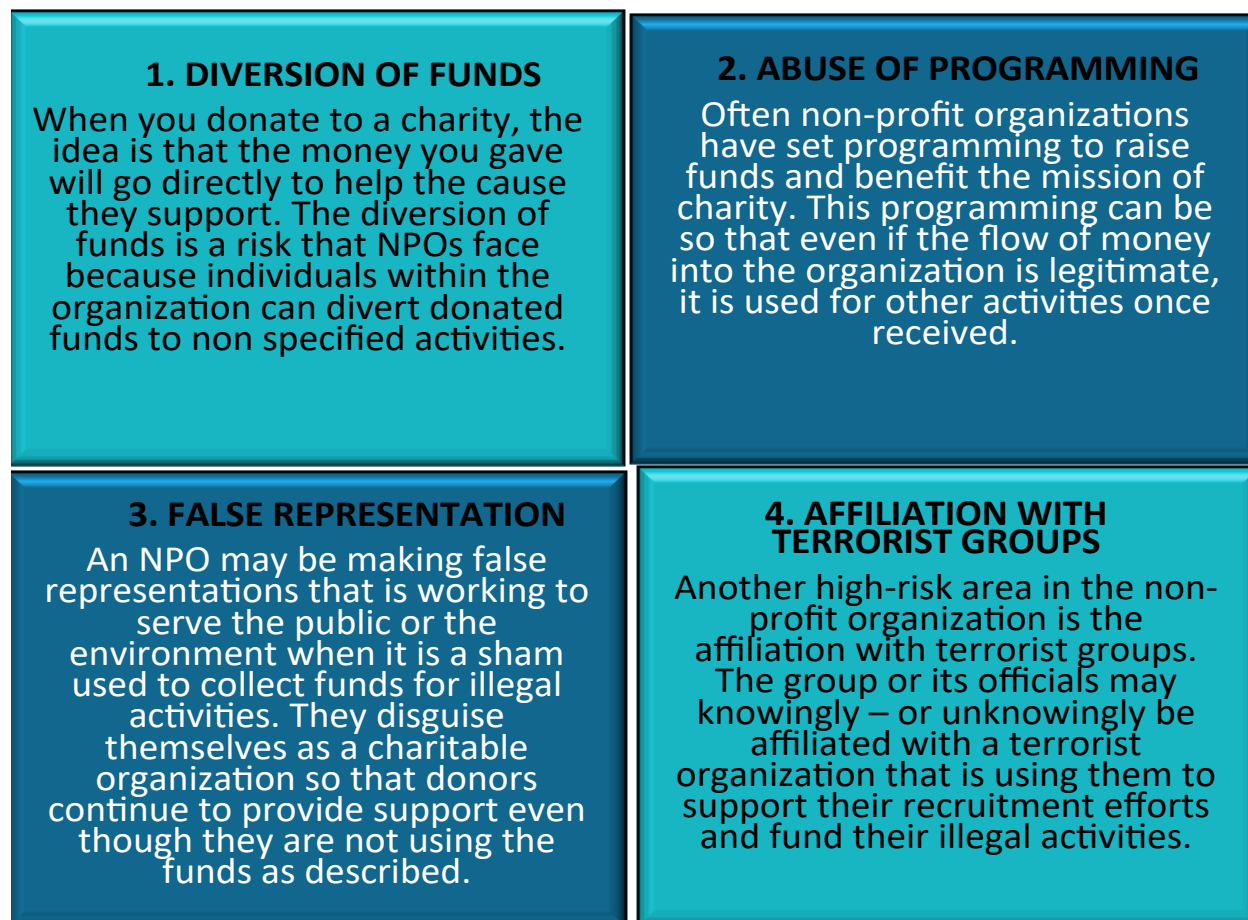 1. DIVERSION OF FUNDS
When you donate to a charity, the
idea is that the money you gave
will go directly to help the cause
they support. The diversion of
funds is a risk that NPOs face
because individuals within the
organization can divert donated
funds to non specified activities.
2. ABUSE OF PROGRAMMING
Often non-profit organizations
have set programming to raise
funds and benefit the mission of
charity. This programming can be
so that even if the flow of money
into the organization is legitimate,
it is used for other activities once
received.
3. FALSE REPRESENTATION
An NPO may be making false
representations that is working to
serve the public or the
environment when it is a sham
used to collect funds for illegal
activities. They disguise
themselves as a charitable
organization so that donors
continue to provide support even
though they are not using the
funds as described.
4. AFFILIATION WITH
TERRORIST GROUPS
Another high-risk area in the non-
profit organization is the
affiliation with terrorist groups.
The group or its officials may
knowingly – or unknowingly be
affiliated with a terrorist
organization that is using them to
support their recruitment efforts
and fund their illegal activities.